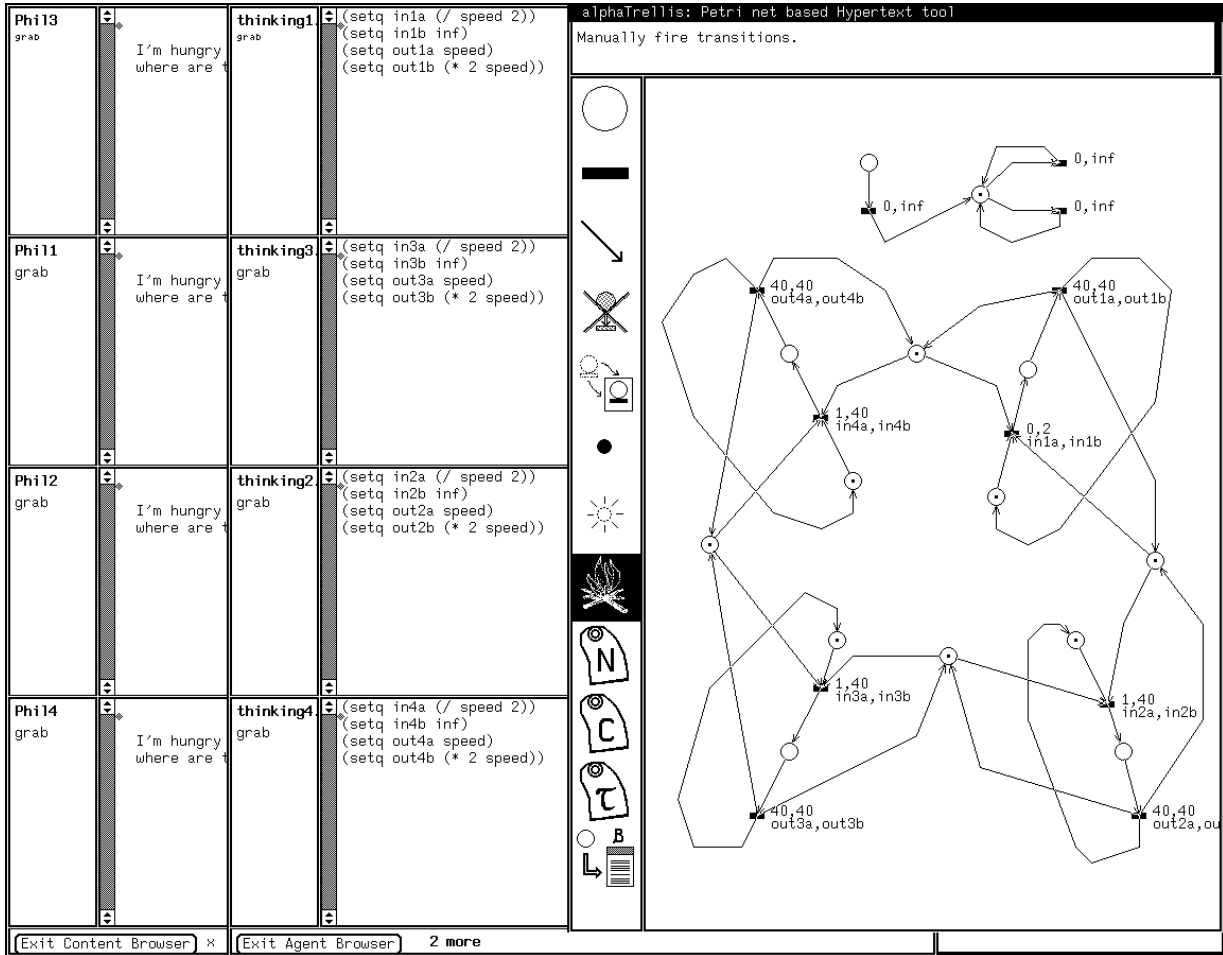 Phil3
grab
I'm hungry
where are t
thinking1.
grab
(setq in1a (/ speed 2))
(setq in1b inf)
(setq out1a speed)
(setq out1b (* 2 speed))
Phil1
grab
I'm hungry
where are t
thinking3.
grab
(setq in3a (/ speed 2))
(setq in3b inf)
(setq out3a speed)
(setq out3b (* 2 speed))
Phil2
grab
I'm hungry
where are t
thinking2.
grab
(setq in2a (/ speed 2))
(setq in2b inf)
(setq out2a speed)
(setq out2b (* 2 speed))
Phil4
grab
I'm hungry
where are t
thinking4.
grab
(setq in4a (/ speed 2))
(setq in4b inf)
(setq out4a speed)
(setq out4b (* 2 speed))
Exit Content Browser x
Exit Agent Browser 2 more
alphaTrellis: Petri net based Hypertext tool
Manually fire transitions.
N
C
τ
B
0,inf
0,inf
0,inf
40,40
out4a,out4b
40,40
out1a,out1b
1,40
in4a,in4b
0,2
in1a,in1b
1,40
in3a,in3b
1,40
in2a,in2b
40,40
out3a,out3b
40,40
out2a,ou